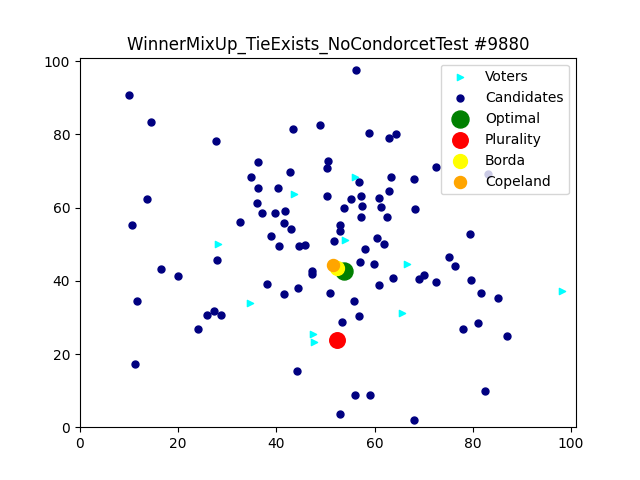 WinnerMixUp_TieExists_NoCondorcetTest #9880
Voters
Candidates
Optimal
Plurality
Borda
Copeland
100
80
60
40
20
0
0 20 40 60 80 100